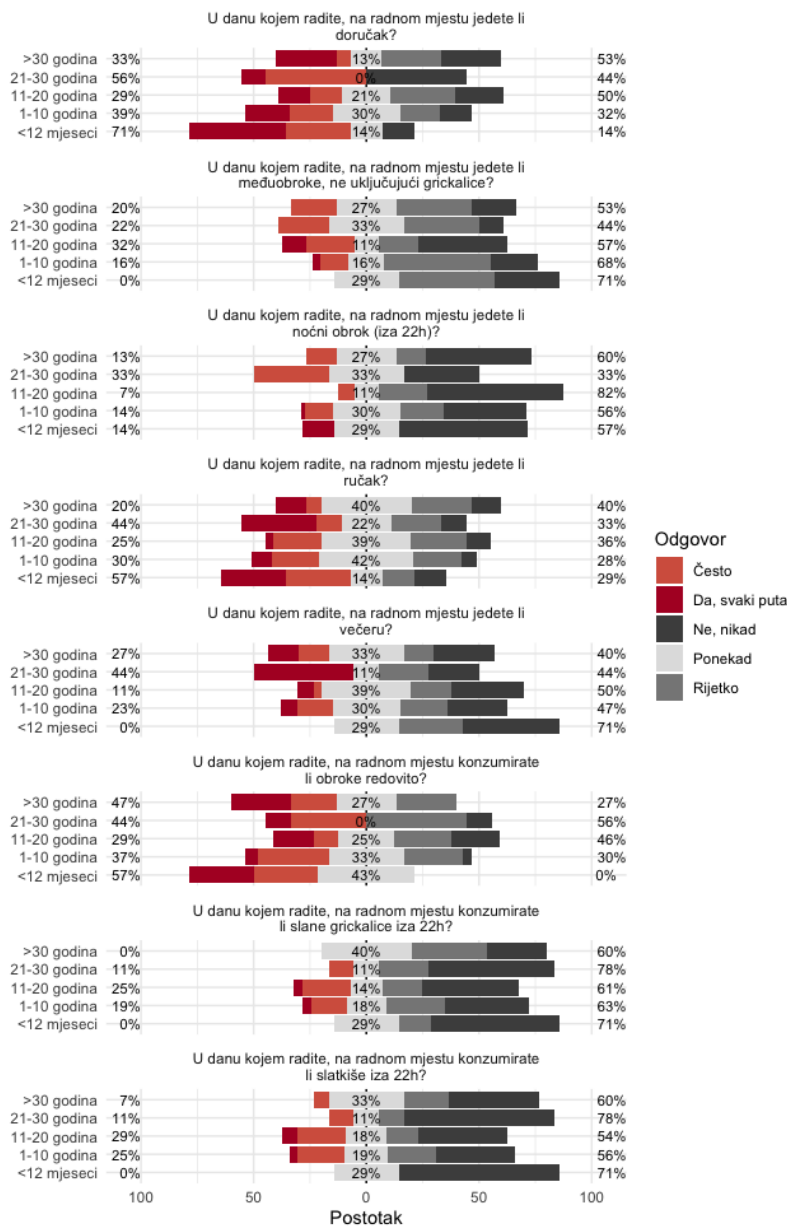 U danu kojem radite, na radnom mjestu jedete li
doručak?
>30 godina 33% 13% 53%
21-30 godina 56% 0% 44%
11-20 godina 29% 21% 50%
1-10 godina 39% 30% 32%
<12 mjeseci 71% 14% 14%
U danu kojem radite, na radnom mjestu jedete li
međuobroke, ne uključujući grickalice?
>30 godina 20% 27% 53%
21-30 godina 22% 33% 44%
11-20 godina 32% 11% 57%
1-10 godina 16% 16% 68%
<12 mjeseci 0% 29% 71%
U danu kojem radite, na radnom mjestu jedete li
noćni obrok (iza 22h)?
>30 godina 13% 27% 60%
21-30 godina 33% 33% 33%
11-20 godina 7% 11% 82%
1-10 godina 14% 30% 56%
<12 mjeseci 14% 29% 57%
U danu kojem radite, na radnom mjestu jedete li
ručak?
>30 godina 20% 40% 40%
21-30 godina 44% 22% 33%
11-20 godina 25% 39% 36%
1-10 godina 30% 42% 28%
<12 mjeseci 57% 14% 29%
U danu kojem radite, na radnom mjestu jedete li
večeru?
>30 godina 27% 33% 40%
21-30 godina 44% 11% 44%
11-20 godina 11% 39% 50%
1-10 godina 23% 30% 47%
<12 mjeseci 0% 29% 71%
U danu kojem radite, na radnom mjestu konzumirate
li obroke redovito?
>30 godina 47% 27% 27%
21-30 godina 44% 0% 56%
11-20 godina 29% 25% 46%
1-10 godina 37% 33% 30%
<12 mjeseci 57% 43% 0%
U danu kojem radite, na radnom mjestu konzumirate
li slane grickalice iza 22h?
>30 godina 0% 40% 60%
21-30 godina 11% 11% 78%
11-20 godina 25% 14% 61%
1-10 godina 19% 18% 63%
<12 mjeseci 0% 29% 71%
U danu kojem radite, na radnom mjestu konzumirate
li slatkiše iza 22h?
>30 godina 7% 33% 60%
21-30 godina 11% 11% 78%
11-20 godina 29% 18% 54%
1-10 godina 25% 19% 56%
<12 mjeseci 0% 29% 71%
100 50 0 50 100
Postotak
Odgovor
Često
Da, svaki puta
Ne, nikad
Ponekad
Rijetko